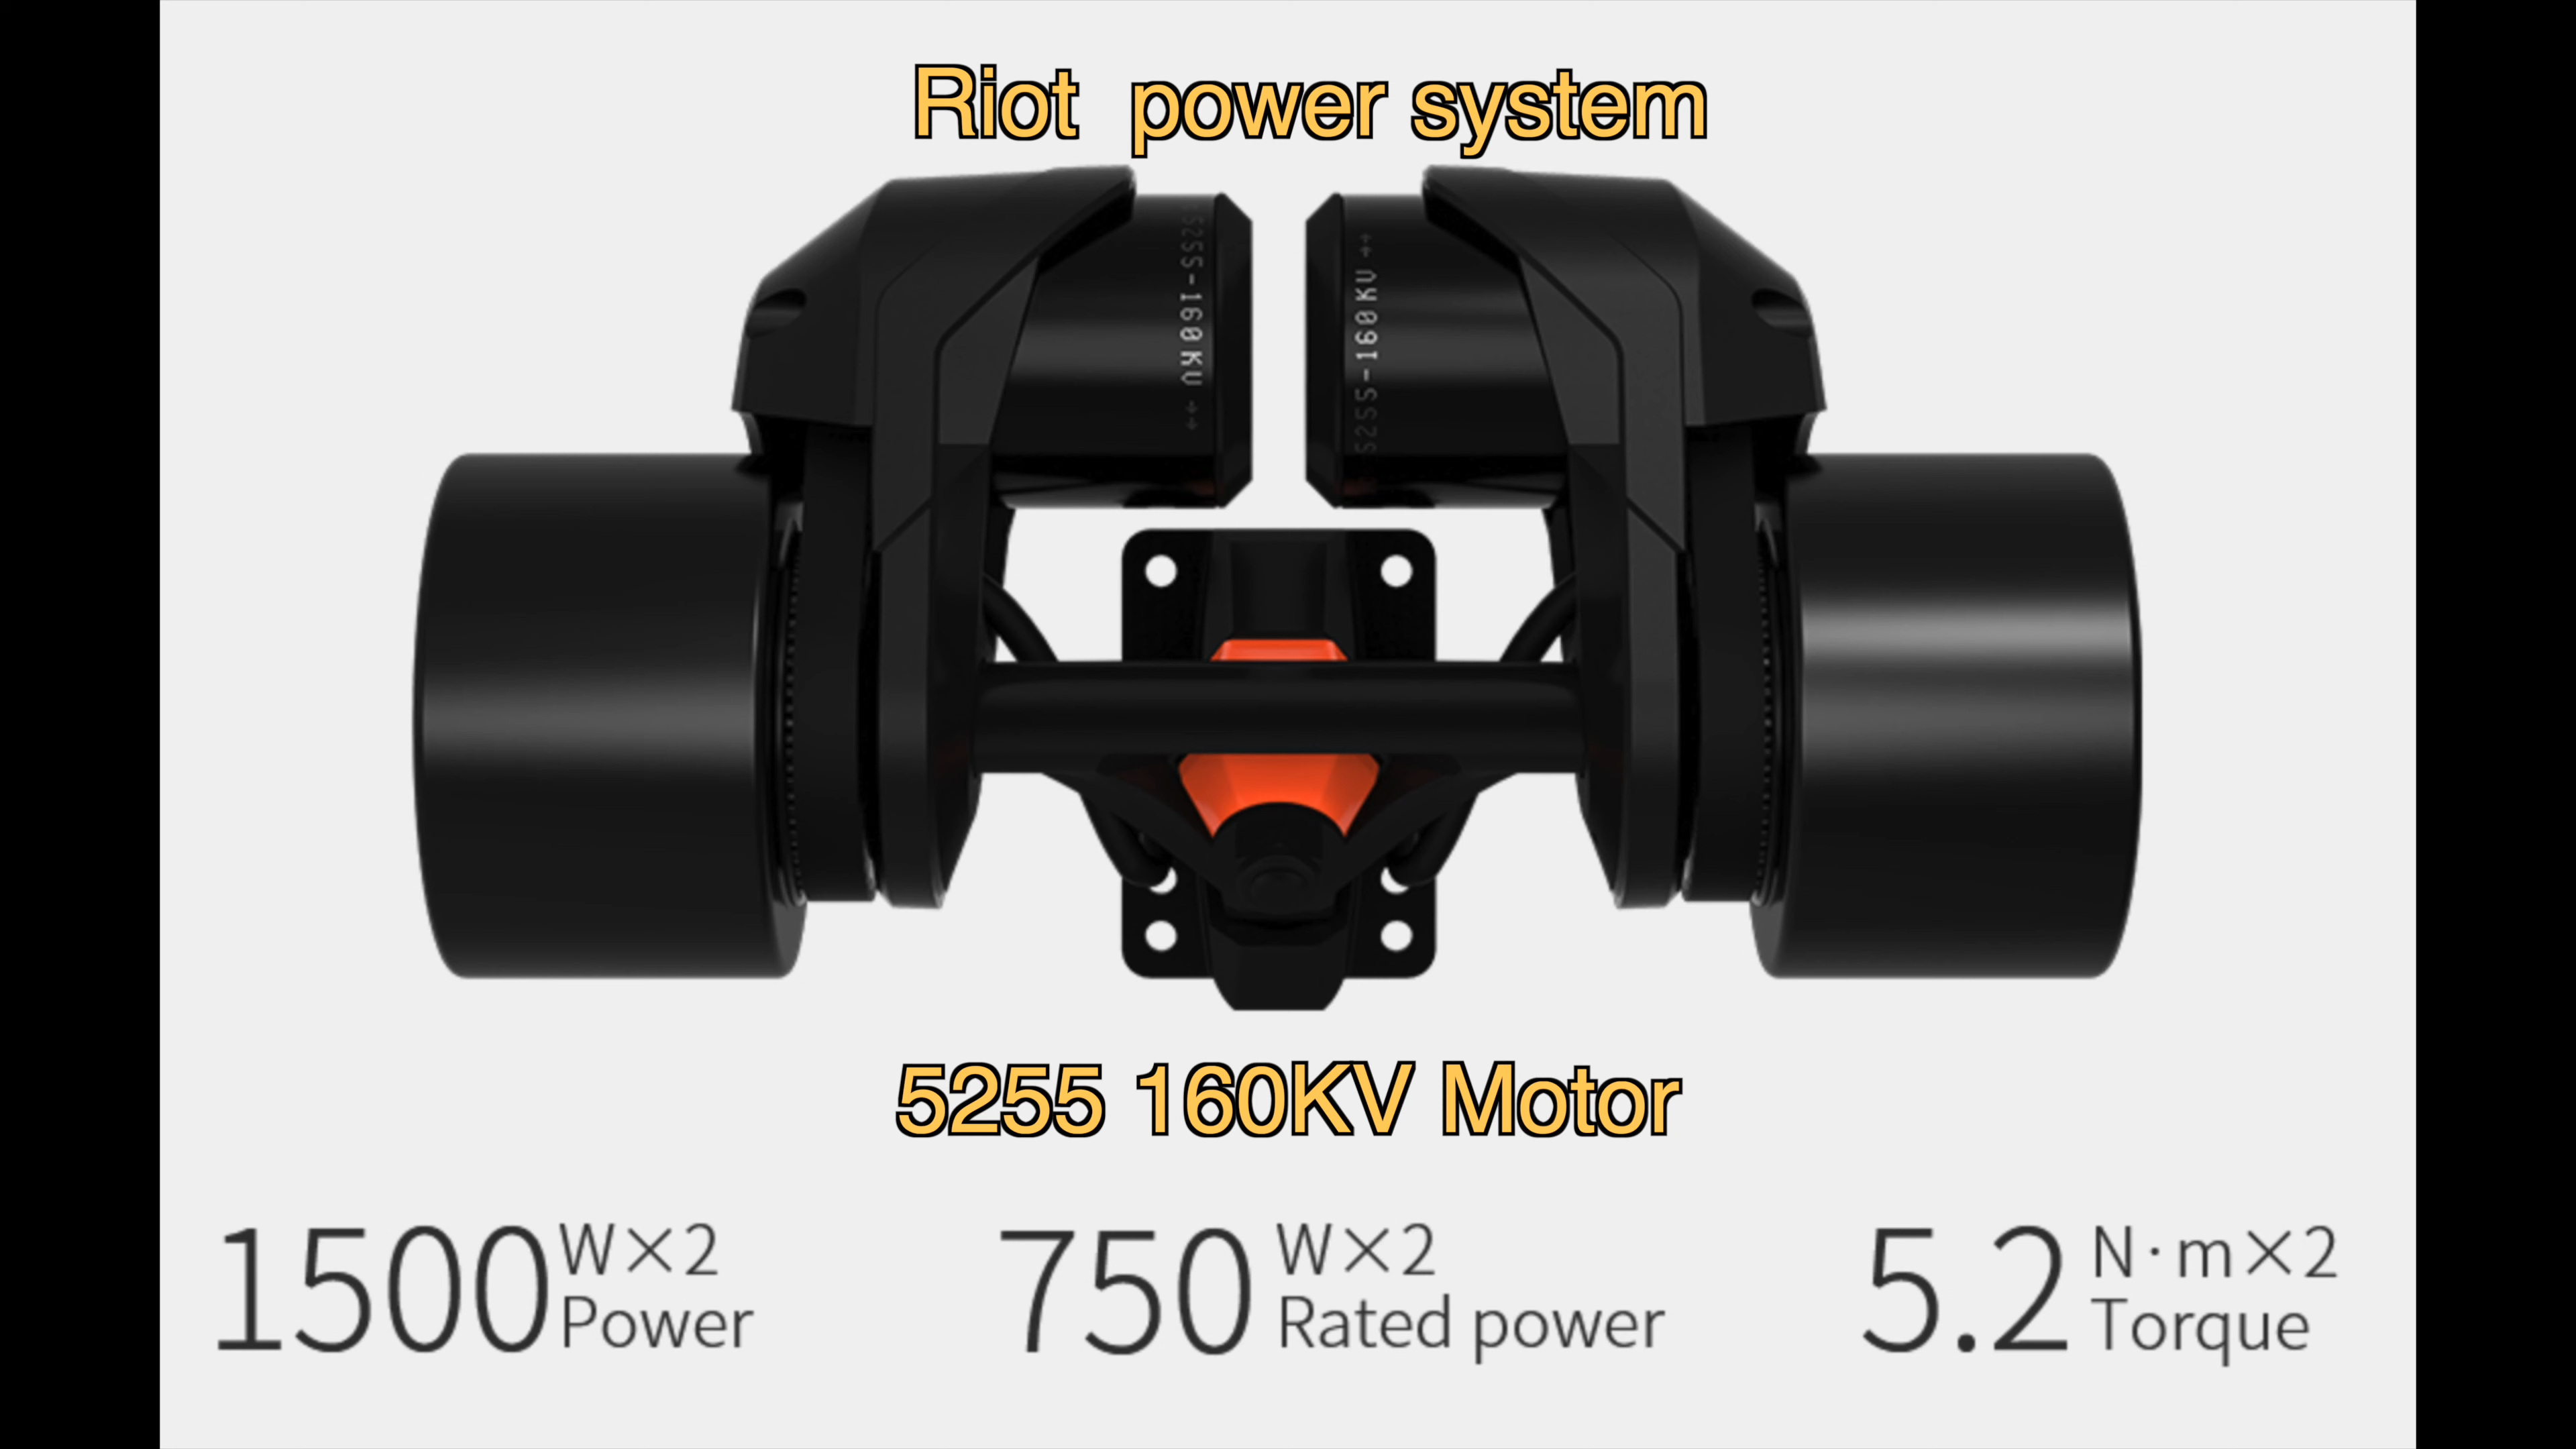 Riot power system
5255-160KV
5255-160KV
5255 160KV Motor
1500 W×2 Power
750 W×2 Rated power
5.2 N·m×2 Torque